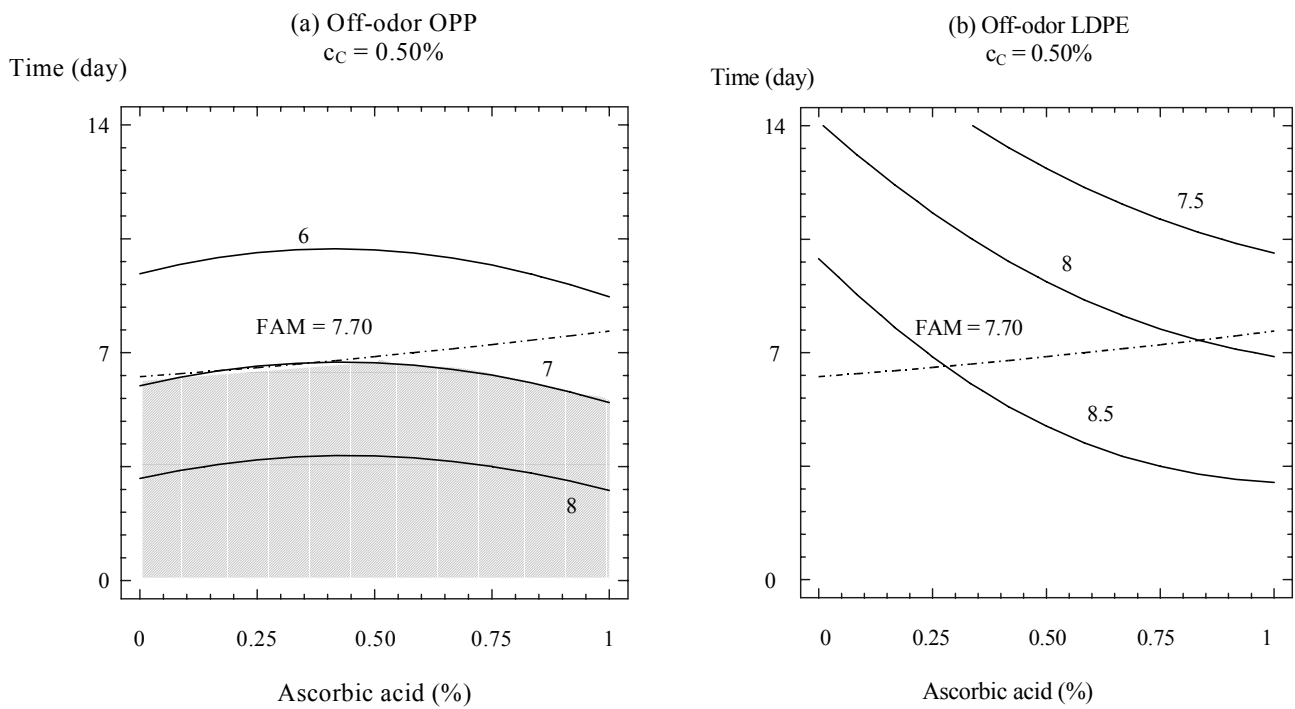 (a) Off-odor OPP
c_C = 0.50%
Time (day)
14
7
0
6
FAM = 7.70
7
8
0 0.25 0.50 0.75 1
Ascorbic acid (%)
(b) Off-odor LDPE
c_C = 0.50%
Time (day)
14
7
0
7.5
8
FAM = 7.70
8.5
0 0.25 0.50 0.75 1
Ascorbic acid (%)